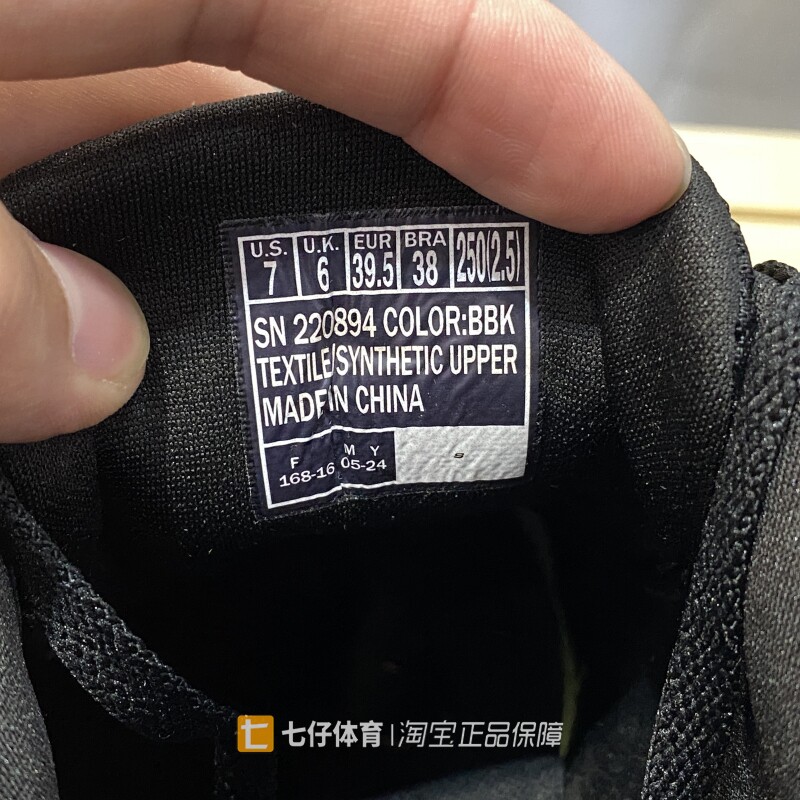 U.S. U.K. EUR BRA 250(2.5)
7 6 39.5 38
SN 220894 COLOR:BBK
TEXTILE/SYNTHETIC UPPER
MADE IN CHINA
F M Y
168-16 05-24
8
七仔体育|淘宝正品保障